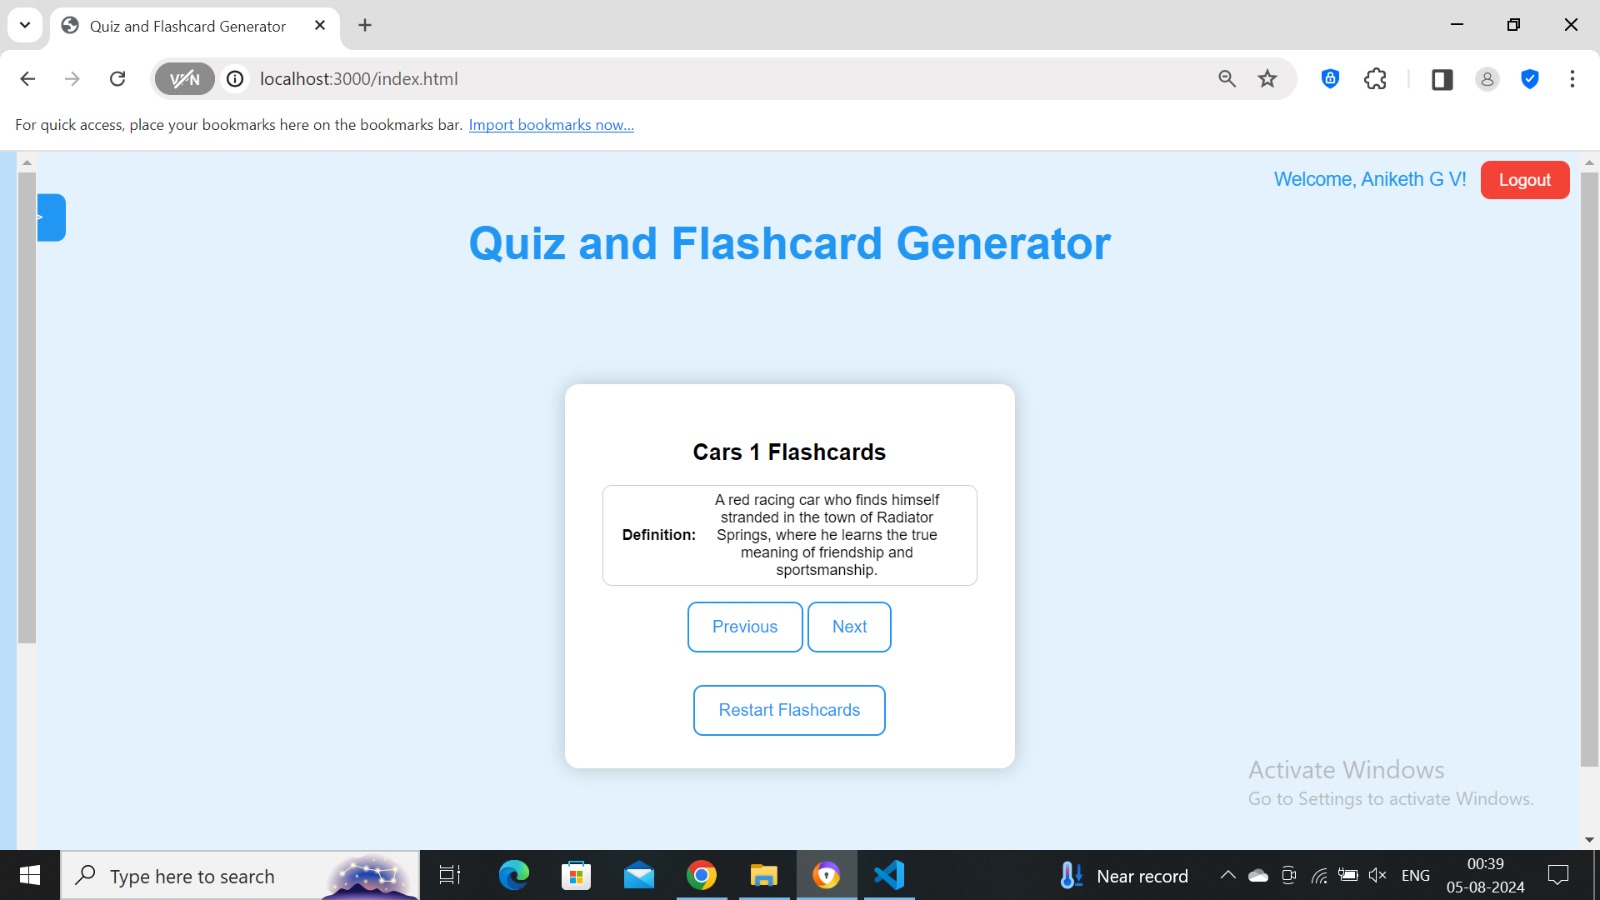 Quiz and Flashcard Generator
VPN
localhost:3000/index.html
For quick access, place your bookmarks here on the bookmarks bar. Import bookmarks now...
Welcome, Aniketh G V!
Logout
>
Quiz and Flashcard Generator
Cars 1 Flashcards
Definition:
A red racing car who finds himself
stranded in the town of Radiator
Springs, where he learns the true
meaning of friendship and
sportsmanship.
Previous
Next
Restart Flashcards
Activate Windows
Go to Settings to activate Windows.
Type here to search
Near record
ENG
00:39
05-08-2024